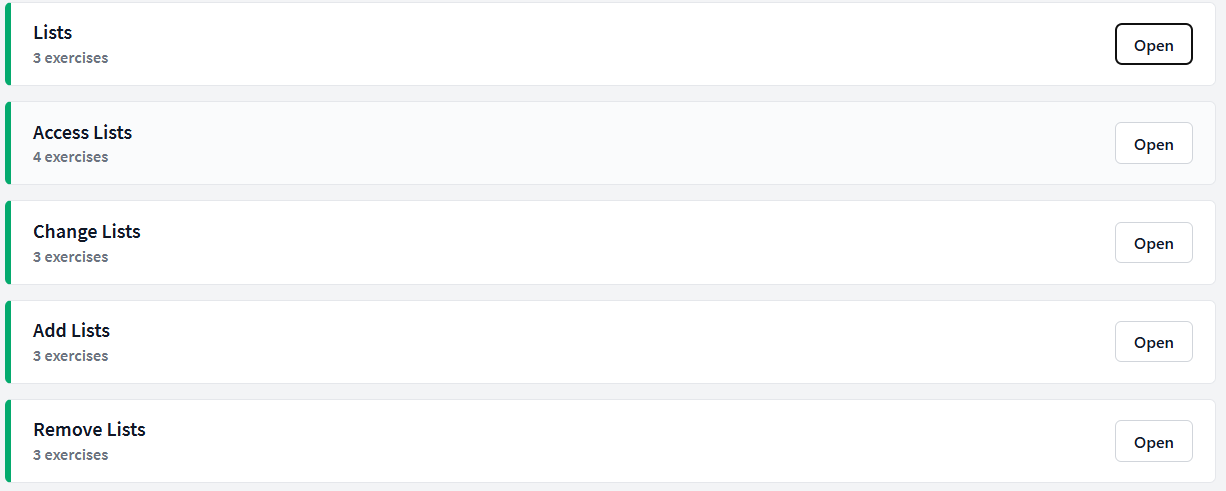 Lists
3 exercises
Open
Access Lists
4 exercises
Open
Change Lists
3 exercises
Open
Add Lists
3 exercises
Open
Remove Lists
3 exercises
Open